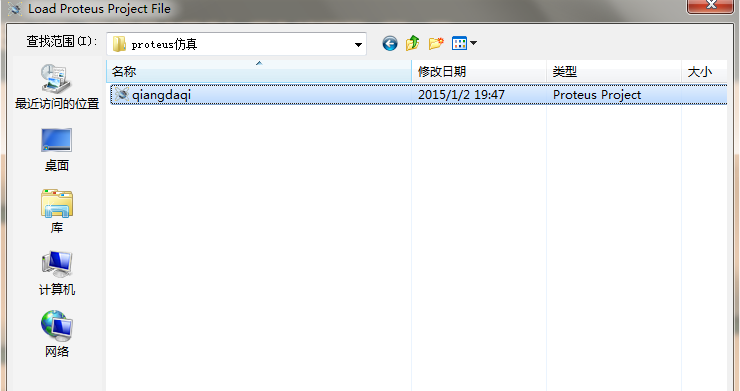 Load Proteus Project File
查找范围(I): proteus仿真
名称 修改日期 类型 大小
qiangdaqi 2015/1/2 19:47 Proteus Project
最近访问的位置
桌面
库
计算机
网络